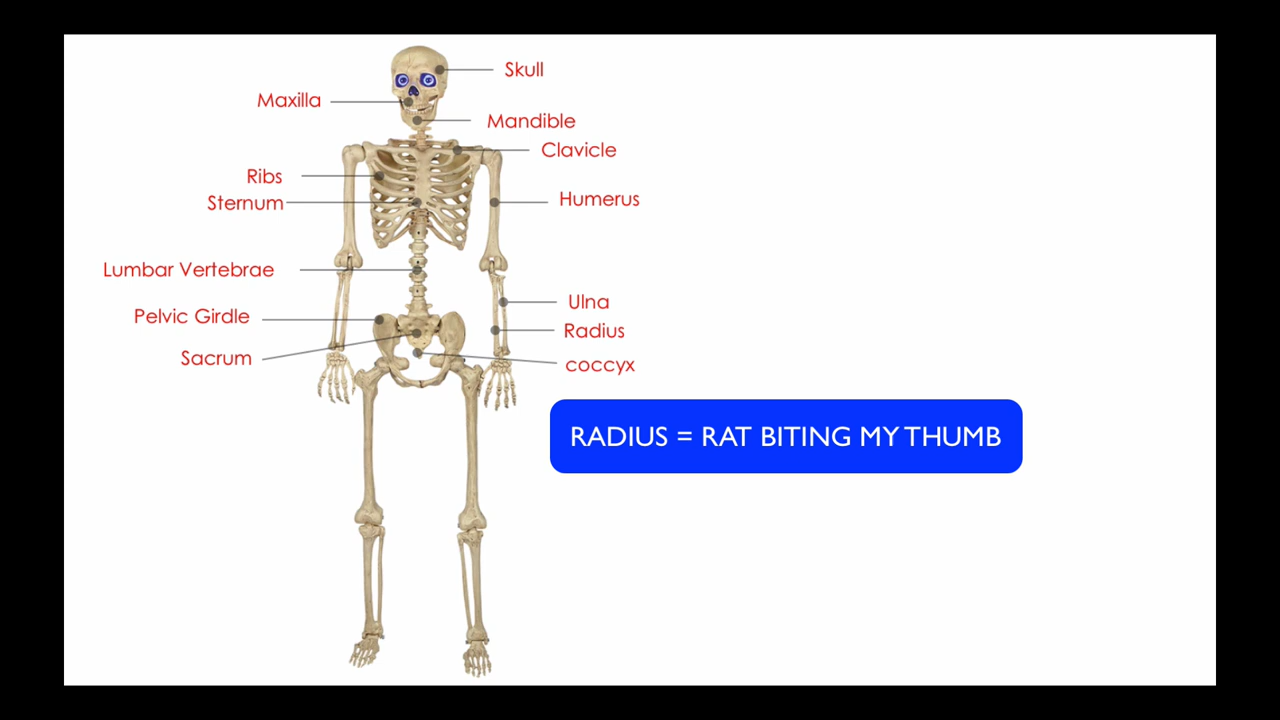 Skull
Maxilla
Mandible
Clavicle
Ribs
Sternum
Humerus
Lumbar Vertebrae
Ulna
Pelvic Girdle
Radius
Sacrum
coccyx
RADIUS = RAT BITING MY THUMB